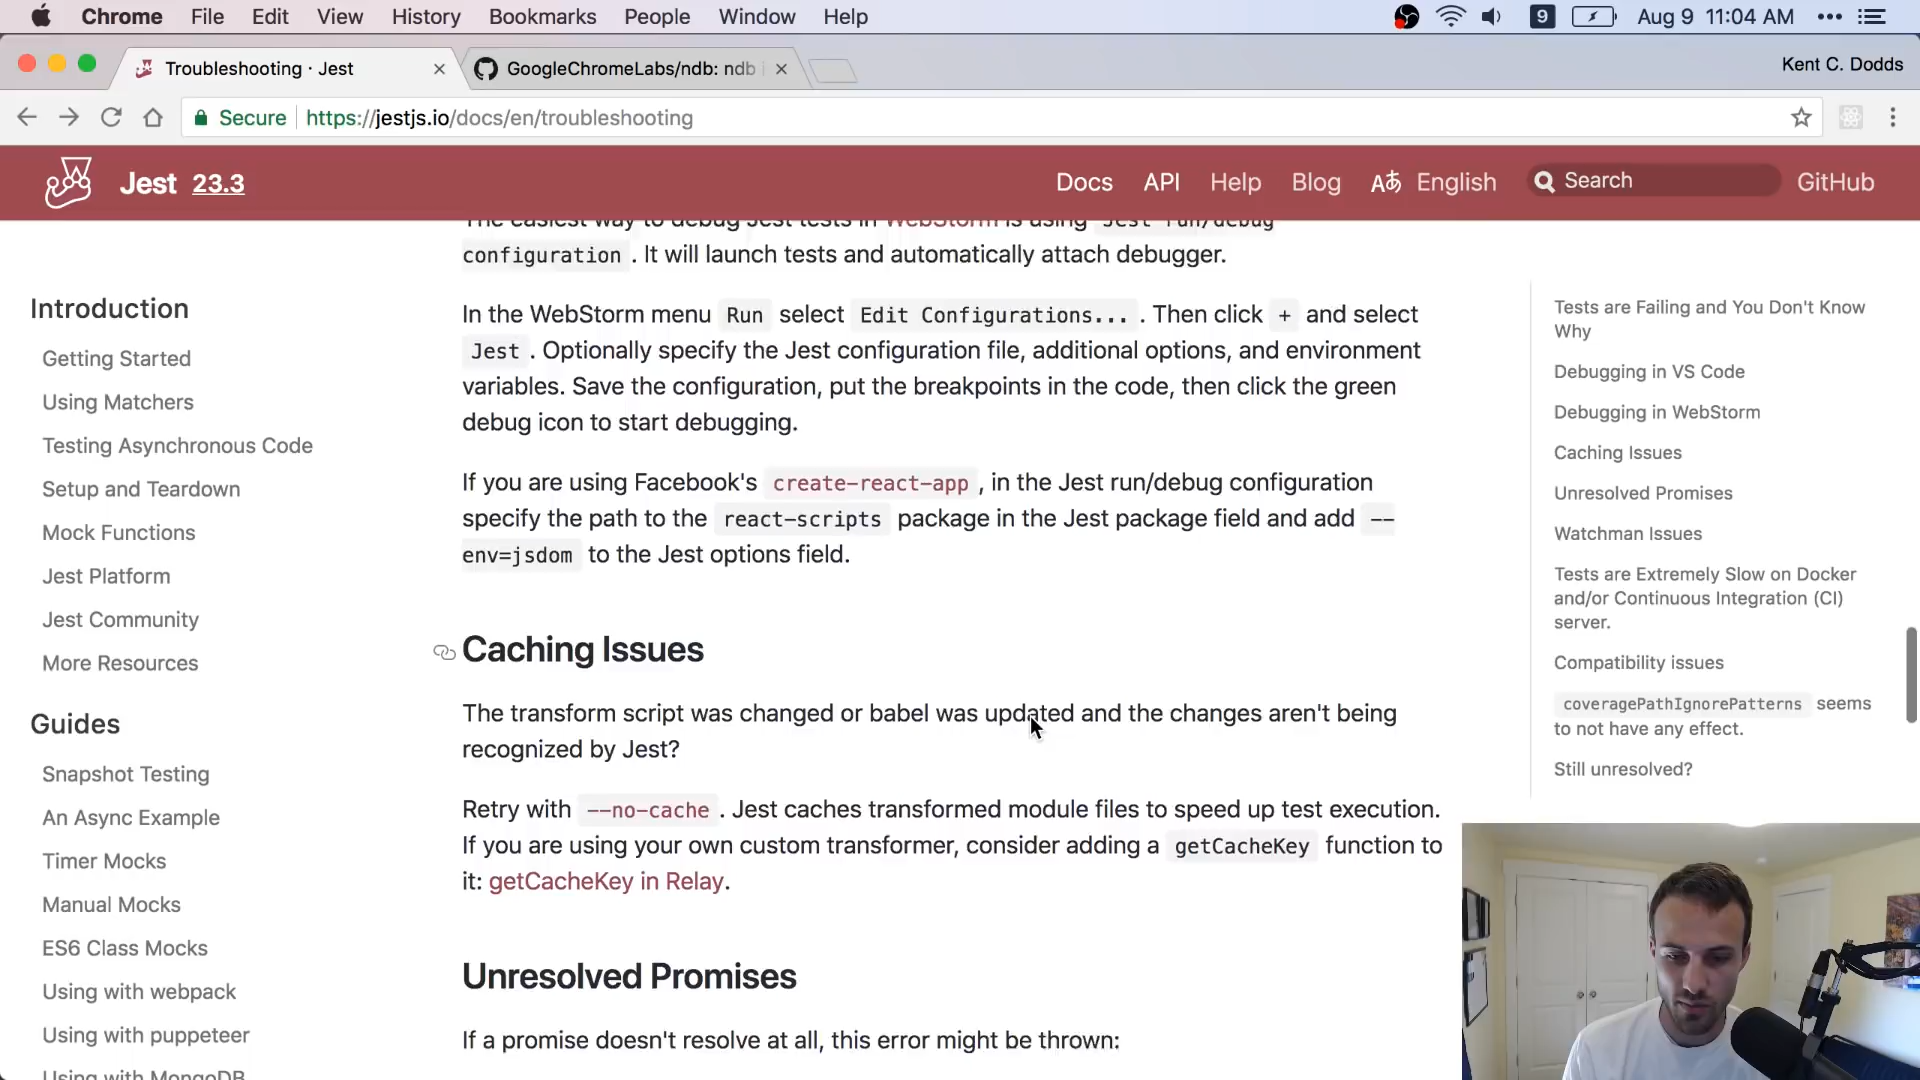 Chrome File Edit View History Bookmarks People Window Help 9 Aug 9 11:04 AM
Troubleshooting · Jest GoogleChromeLabs/ndb: ndb Kent C. Dodds
Secure https://jestjs.io/docs/en/troubleshooting
Jest 23.3 Docs API Help Blog English Search GitHub
The easiest way to debug Jest tests in WebStorm is using Jest run/debug
configuration . It will launch tests and automatically attach debugger.
In the WebStorm menu Run select Edit Configurations... . Then click + and select
Jest . Optionally specify the Jest configuration file, additional options, and environment
variables. Save the configuration, put the breakpoints in the code, then click the green
debug icon to start debugging.
If you are using Facebook's create-react-app , in the Jest run/debug configuration
specify the path to the react-scripts package in the Jest package field and add --
env=jsdom to the Jest options field.
Caching Issues
The transform script was changed or babel was updated and the changes aren't being
recognized by Jest?
Retry with --no-cache . Jest caches transformed module files to speed up test execution.
If you are using your own custom transformer, consider adding a getCacheKey function to
it: getCacheKey in Relay.
Unresolved Promises
If a promise doesn't resolve at all, this error might be thrown:
Introduction
Getting Started
Using Matchers
Testing Asynchronous Code
Setup and Teardown
Mock Functions
Jest Platform
Jest Community
More Resources
Guides
Snapshot Testing
An Async Example
Timer Mocks
Manual Mocks
ES6 Class Mocks
Using with webpack
Using with puppeteer
Using with MongoDB
Tests are Failing and You Don't Know
Why
Debugging in VS Code
Debugging in WebStorm
Caching Issues
Unresolved Promises
Watchman Issues
Tests are Extremely Slow on Docker
and/or Continuous Integration (CI)
server.
Compatibility issues
coveragePathIgnorePatterns seems
to not have any effect.
Still unresolved?